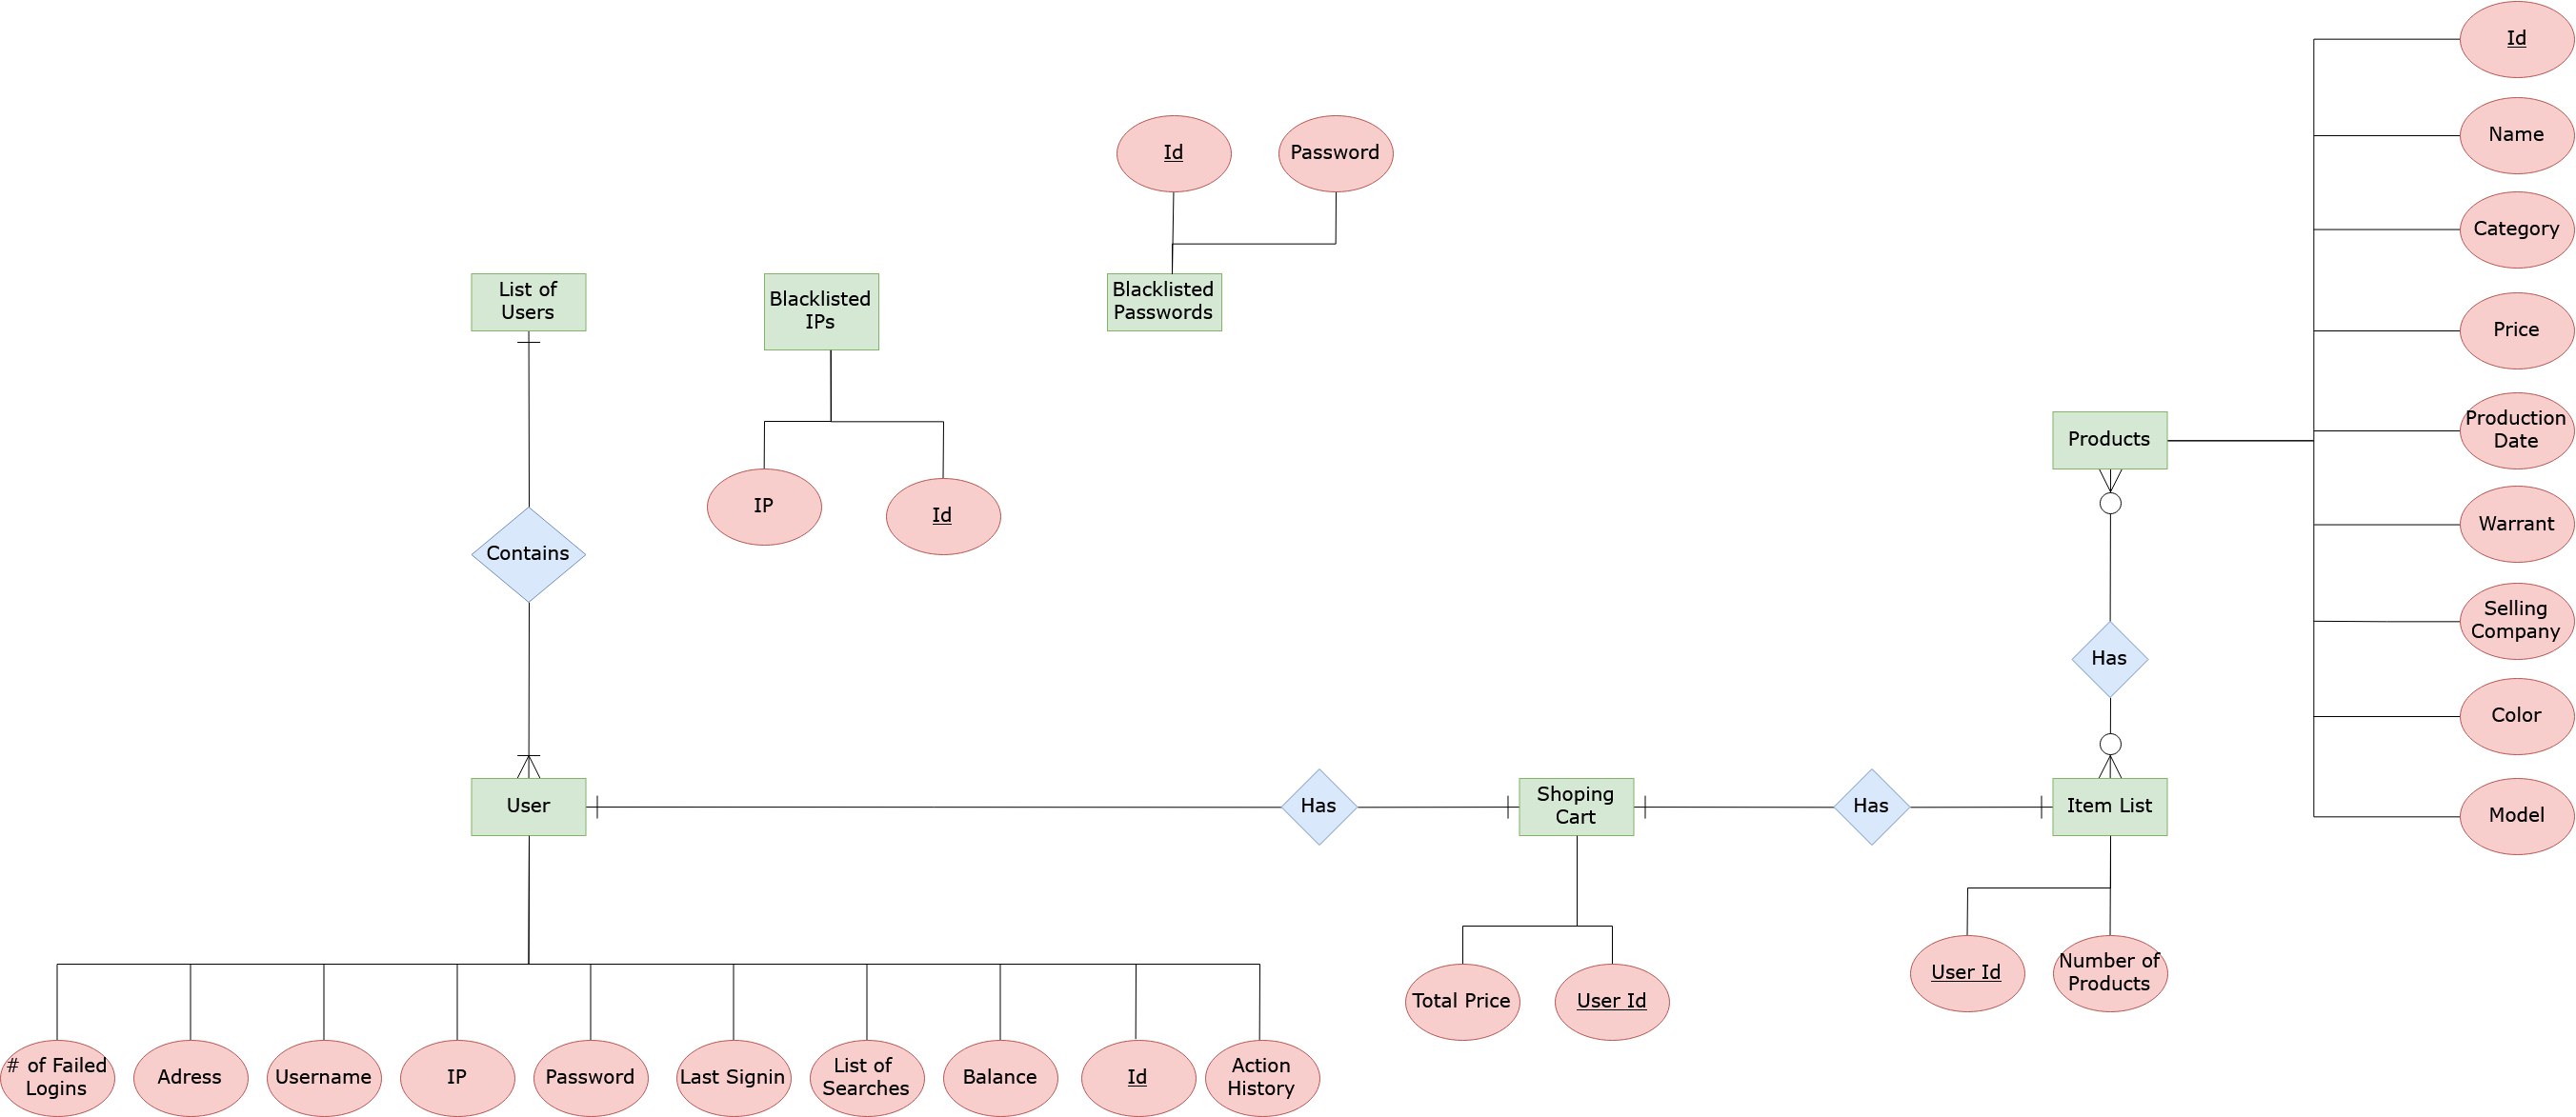 Id
Name
Id
Password
Category
List of
Users
Blacklisted
IPs
Blacklisted
Passwords
Price
Products
Production
Date
IP
Id
Warrant
Contains
Selling
Company
Has
Color
User
Has
Shoping
Cart
Has
Item List
Model
User Id
Number of
Products
Total Price
User Id
# of Failed
Logins
Adress
Username
IP
Password
Last Signin
List of
Searches
Balance
Id
Action
History